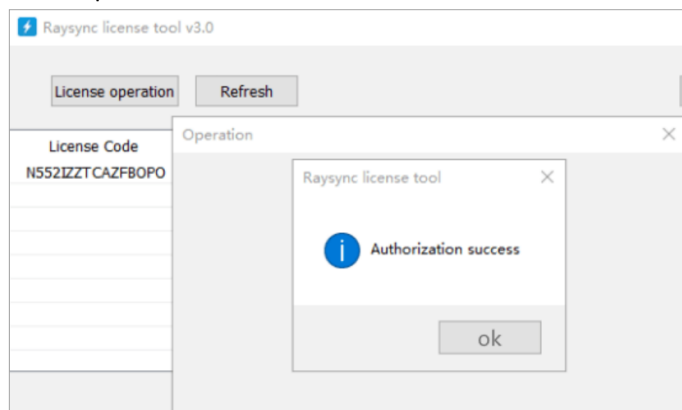 Raysync license tool v3.0
License operation
Refresh
License Code
N552IZZTCAZFBOPO
Operation
Raysync license tool
Authorization success
ok